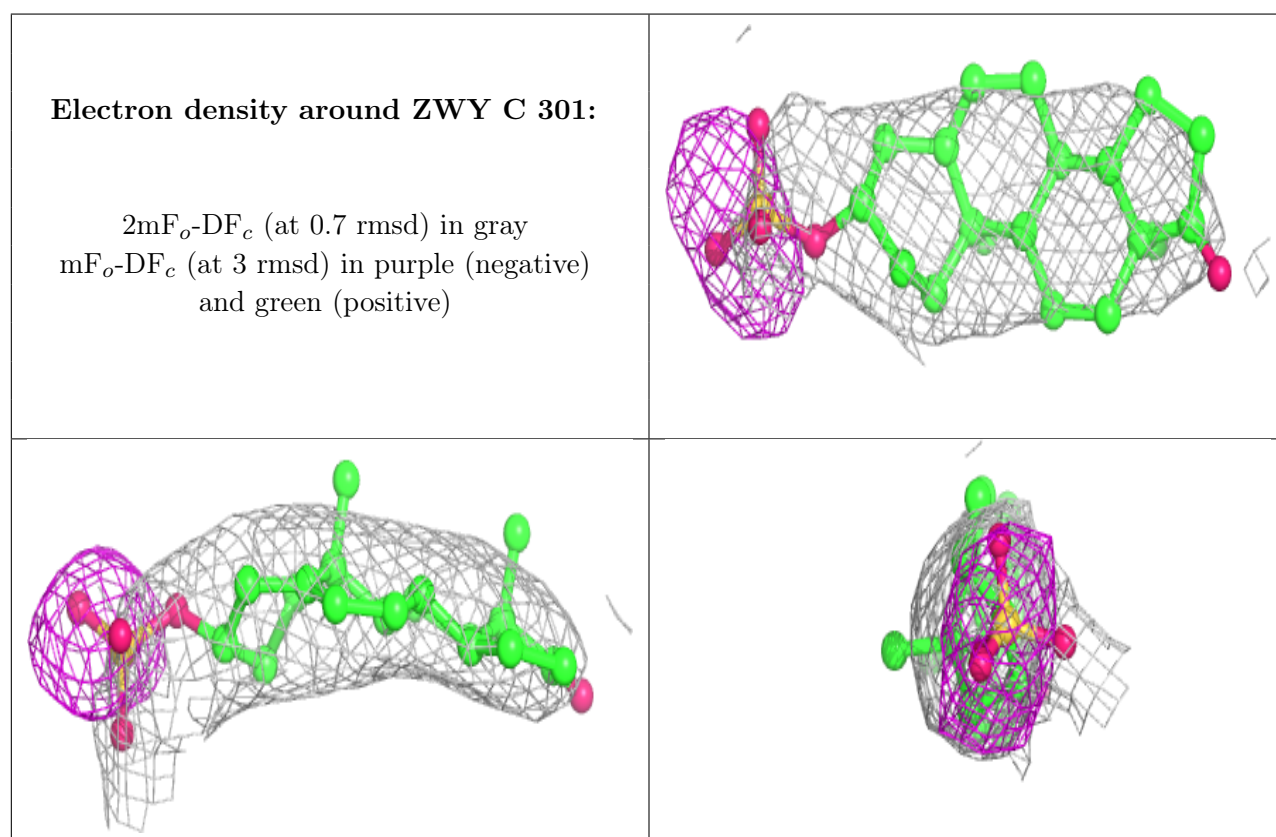 Electron density around ZWY C 301:
2mFo-DFc (at 0.7 rmsd) in gray
mFo-DFc (at 3 rmsd) in purple (negative)
and green (positive)